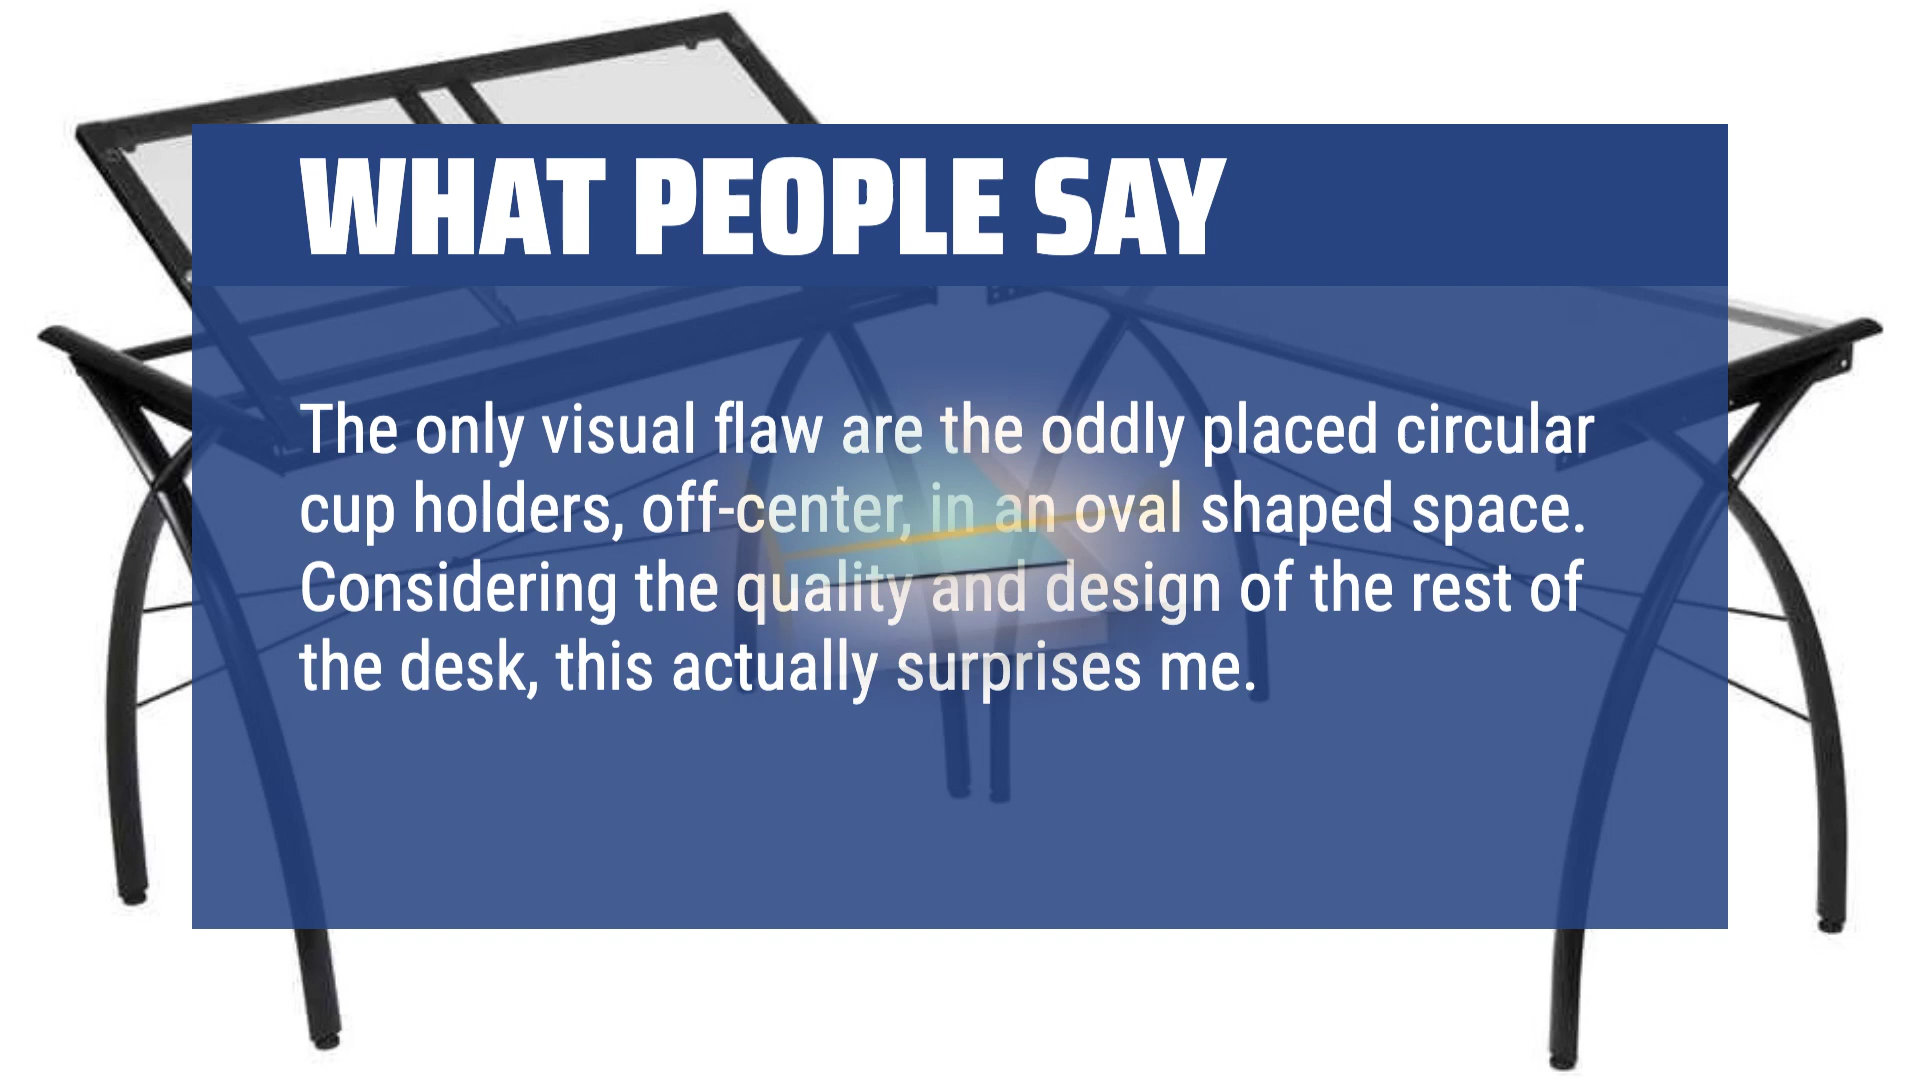 WHAT PEOPLE SAY
The only visual flaw are the oddly placed circular
cup holders, off-center, in an oval shaped space.
Considering the quality and design of the rest of
the desk, this actually surprises me.